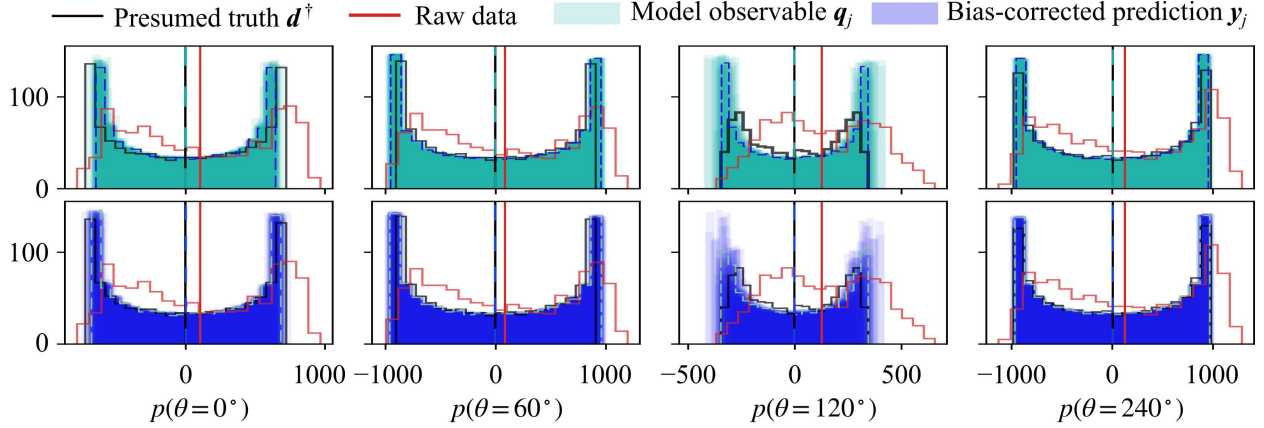 Presumed truth d† Raw data Model observable qⱼ Bias-corrected prediction yⱼ
100
0
100
0
0 1000 −1000 0 1000 −500 0 500 −1000 0 1000
p(θ = 0°) p(θ = 60°) p(θ = 120°) p(θ = 240°)